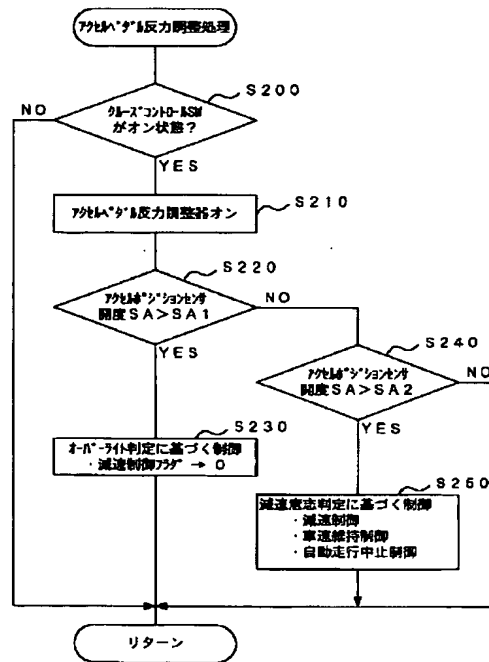 アクセルペダル反力調整処理
S200
NO
クルーズコントロールSW
がオン状態？
YES
S210
アクセルペダル反力調整器オン
S220
アクセルポジションセンサ
開度SA>SA1
NO
YES
S240
アクセルポジションセンサ
開度SA>SA2
NO
YES
S230
オーバーライト判定に基づく制御
・減速制御フラグ → 0
S250
減速意志判定に基づく制御
・減速制御
・車速維持制御
・自動走行中止制御
リターン